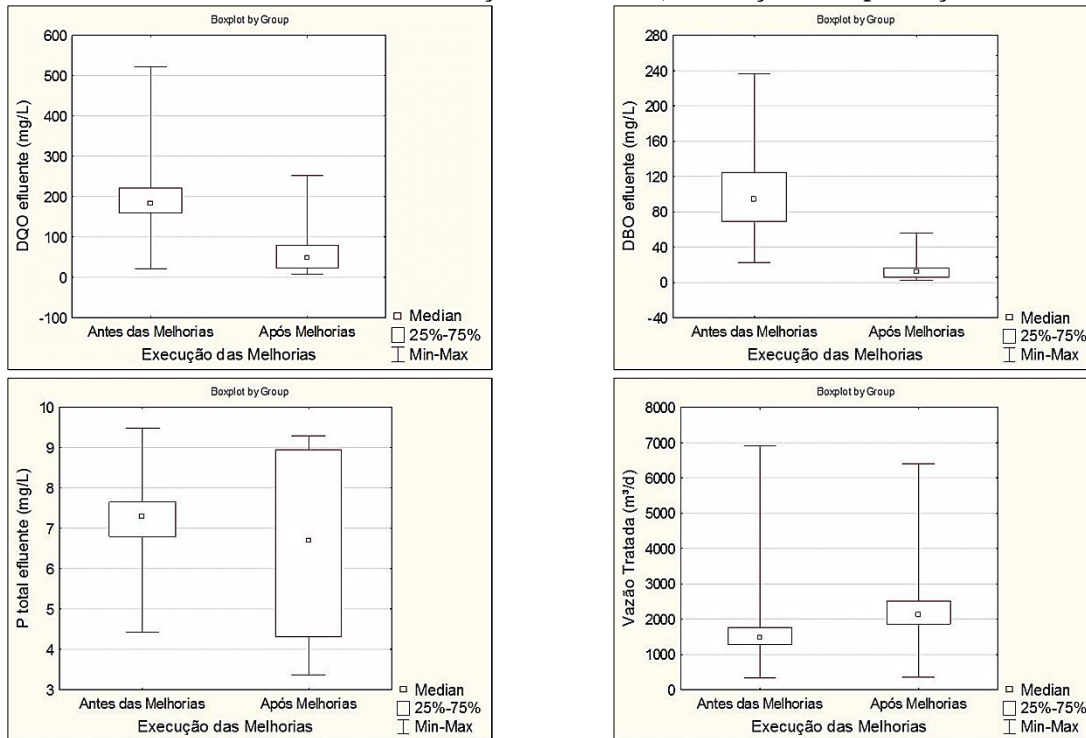 Boxplot by Group
600
500
400
300
200
100
0
-100
DQO efluente (mg/L)
Antes das Melhorias
Após Melhorias
Execução das Melhorias
Median
25%-75%
Min-Max
Boxplot by Group
280
240
200
160
120
80
40
0
-40
DBO efluente (mg/L)
Antes das Melhorias
Após Melhorias
Execução das Melhorias
Median
25%-75%
Min-Max
Boxplot by Group
10
9
8
7
6
5
4
3
P total efluente (mg/L)
Antes das Melhorias
Após Melhorias
Execução das Melhorias
Median
25%-75%
Min-Max
Boxplot by Group
8000
7000
6000
5000
4000
3000
2000
1000
0
Vazão Tratada (m³/d)
Antes das Melhorias
Após Melhorias
Execução das Melhorias
Median
25%-75%
Min-Max